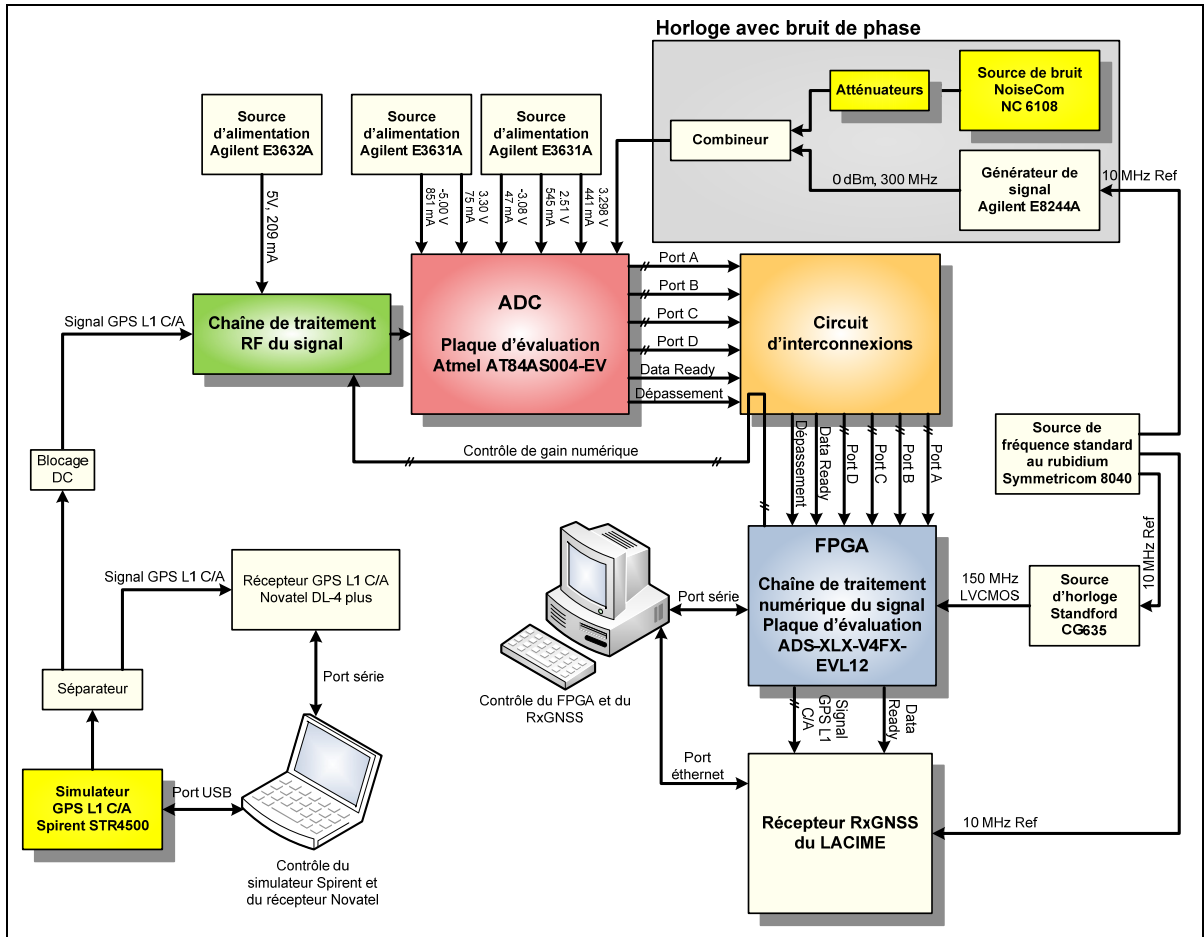 Horloge avec bruit de phase
Atténuateurs
Source de bruit
NoiseCom
NC 6108
Combineur
0 dBm, 300 MHz
Générateur de
signal
Agilent E8244A
10 MHz Ref
Source
d'alimentation
Agilent E3632A
Source
d'alimentation
Agilent E3631A
Source
d'alimentation
Agilent E3631A
5V, 209 mA
-5.00 V
851 mA
3.30 V
75 mA
-3.08 V
47 mA
2.51 V
545 mA
3.298 V
441 mA
Signal GPS L1 C/A
Chaîne de traitement
RF du signal
ADC
Plaque d'évaluation
Atmel AT84AS004-EV
Port A
Port B
Port C
Port D
Data Ready
Dépassement
Circuit
d'interconnexions
Contrôle de gain numérique
Dépassement
Data Ready
Port D
Port C
Port B
Port A
Source de
fréquence standard
au rubidium
Symmetricom 8040
10 MHz Ref
Blocage
DC
Signal GPS L1 C/A
Récepteur GPS L1 C/A
Novatel DL-4 plus
Port série
Séparateur
Simulateur
GPS L1 C/A
Spirent STR4500
Port USB
Contrôle du
simulateur Spirent et
du récepteur Novatel
Contrôle du FPGA et du
RxGNSS
Port série
Port
éthernet
FPGA
Chaîne de traitement
numérique du signal
Plaque d'évaluation
ADS-XLX-V4FX-
EVL12
150 MHz
LVCMOS
Source
d'horloge
Standford
CG635
Signal
GPS L1
C/A
Data
Ready
Récepteur RxGNSS
du LACIME
10 MHz Ref